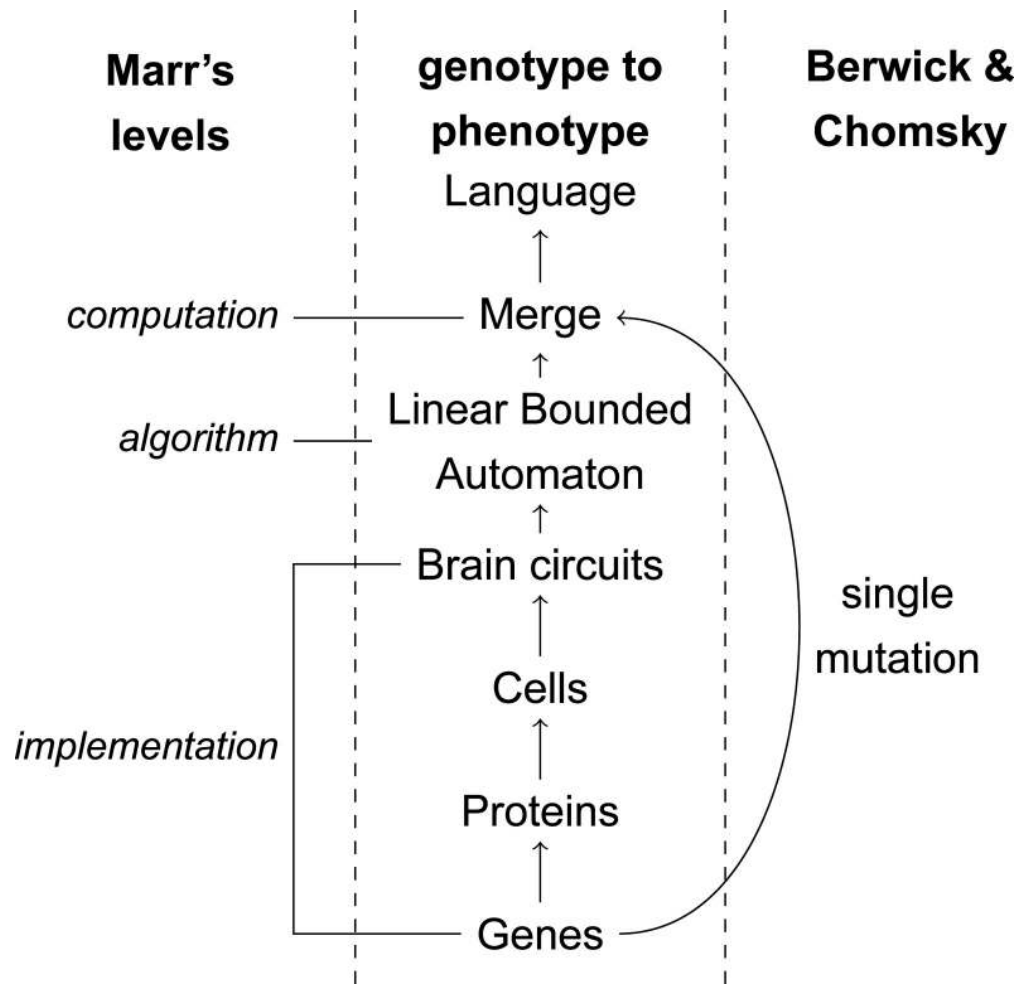 Marr’s
levels
genotype to
phenotype
Berwick &
Chomsky
Language
computation
Merge
algorithm
Linear Bounded
Automaton
Brain circuits
single
mutation
Cells
implementation
Proteins
Genes